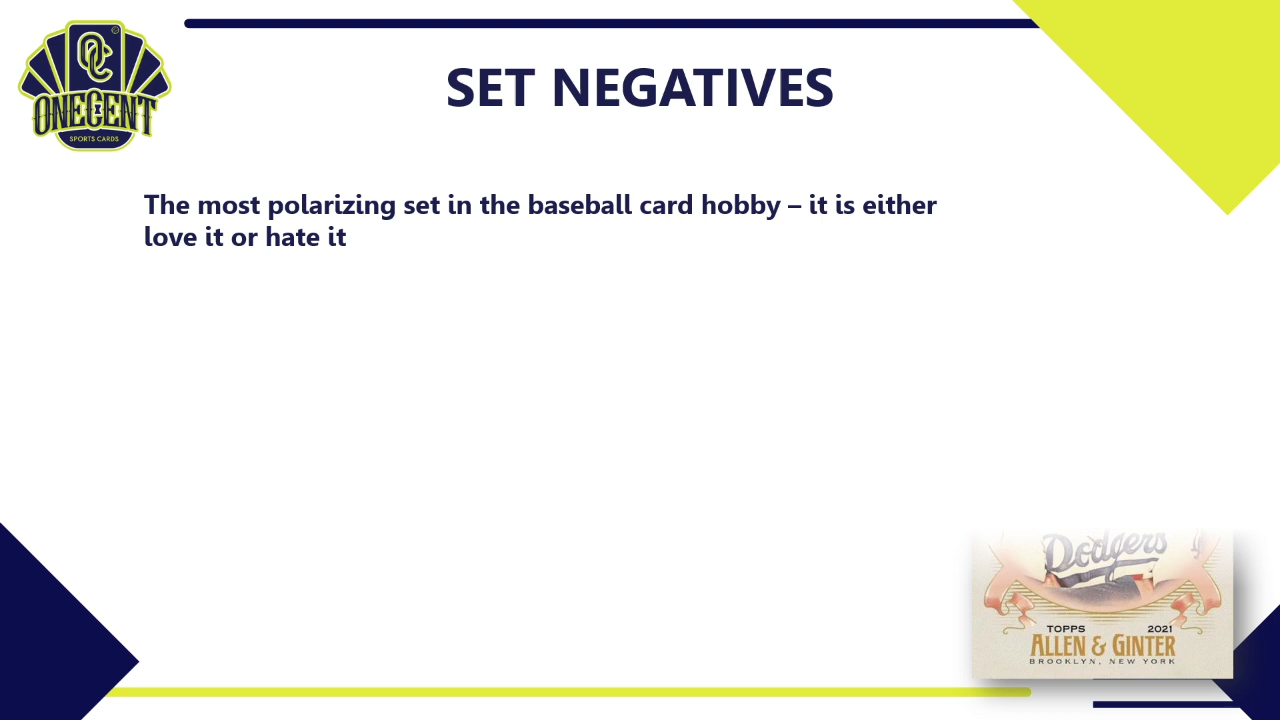 OC
ONECENT
SPORTS CARDS
SET NEGATIVES
The most polarizing set in the baseball card hobby – it is either
love it or hate it
Dodgers
TOPPS 2021
ALLEN & GINTER
BROOKLYN, NEW YORK